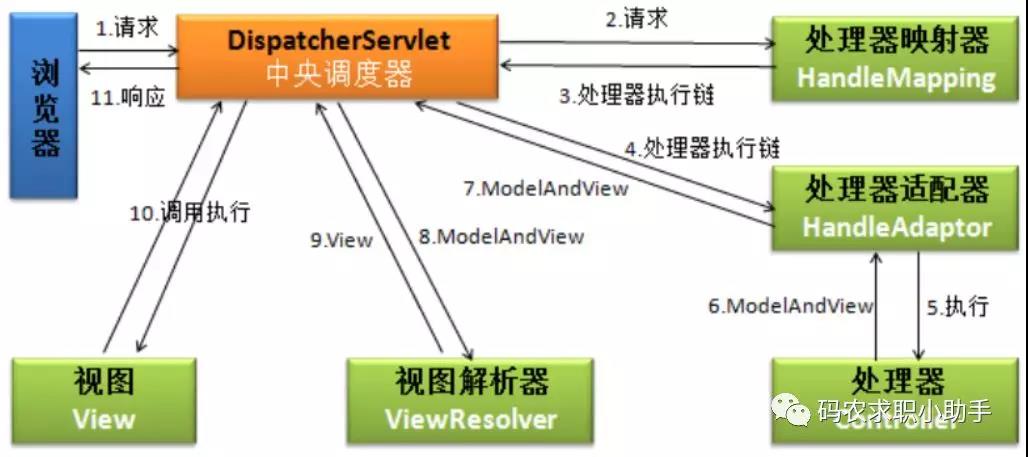 浏览器
1.请求
11.响应
DispatcherServlet
中央调度器
2.请求
3.处理器执行链
处理器映射器
HandleMapping
4.处理器执行链
7.ModelAndView
处理器适配器
HandleAdaptor
10.调用执行
9.View
8.ModelAndView
6.ModelAndView
5.执行
视图
View
视图解析器
ViewResolver
处理器
Controller
码农求职小助手